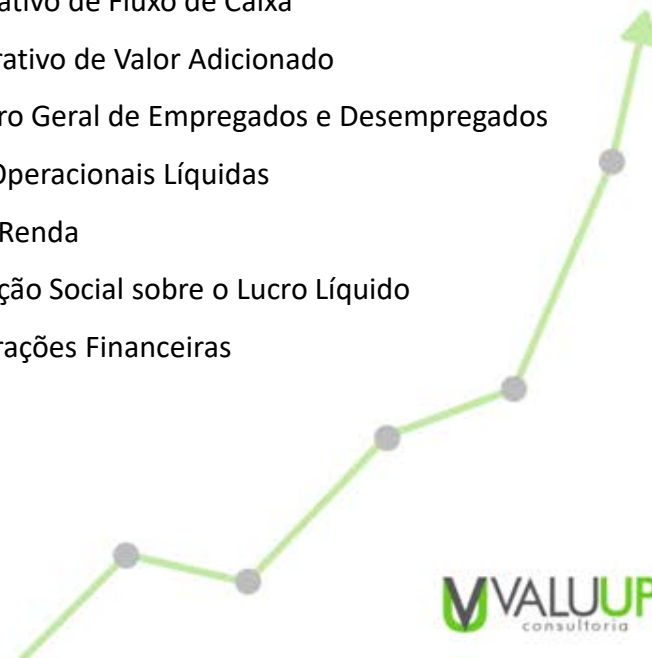 ativo de Fluxo de Caixa
rativo de Valor Adicionado
ro Geral de Empregados e Desempregados
Operacionais Líquidas
Renda
ção Social sobre o Lucro Líquido
rações Financeiras
VALUUP
consultoria